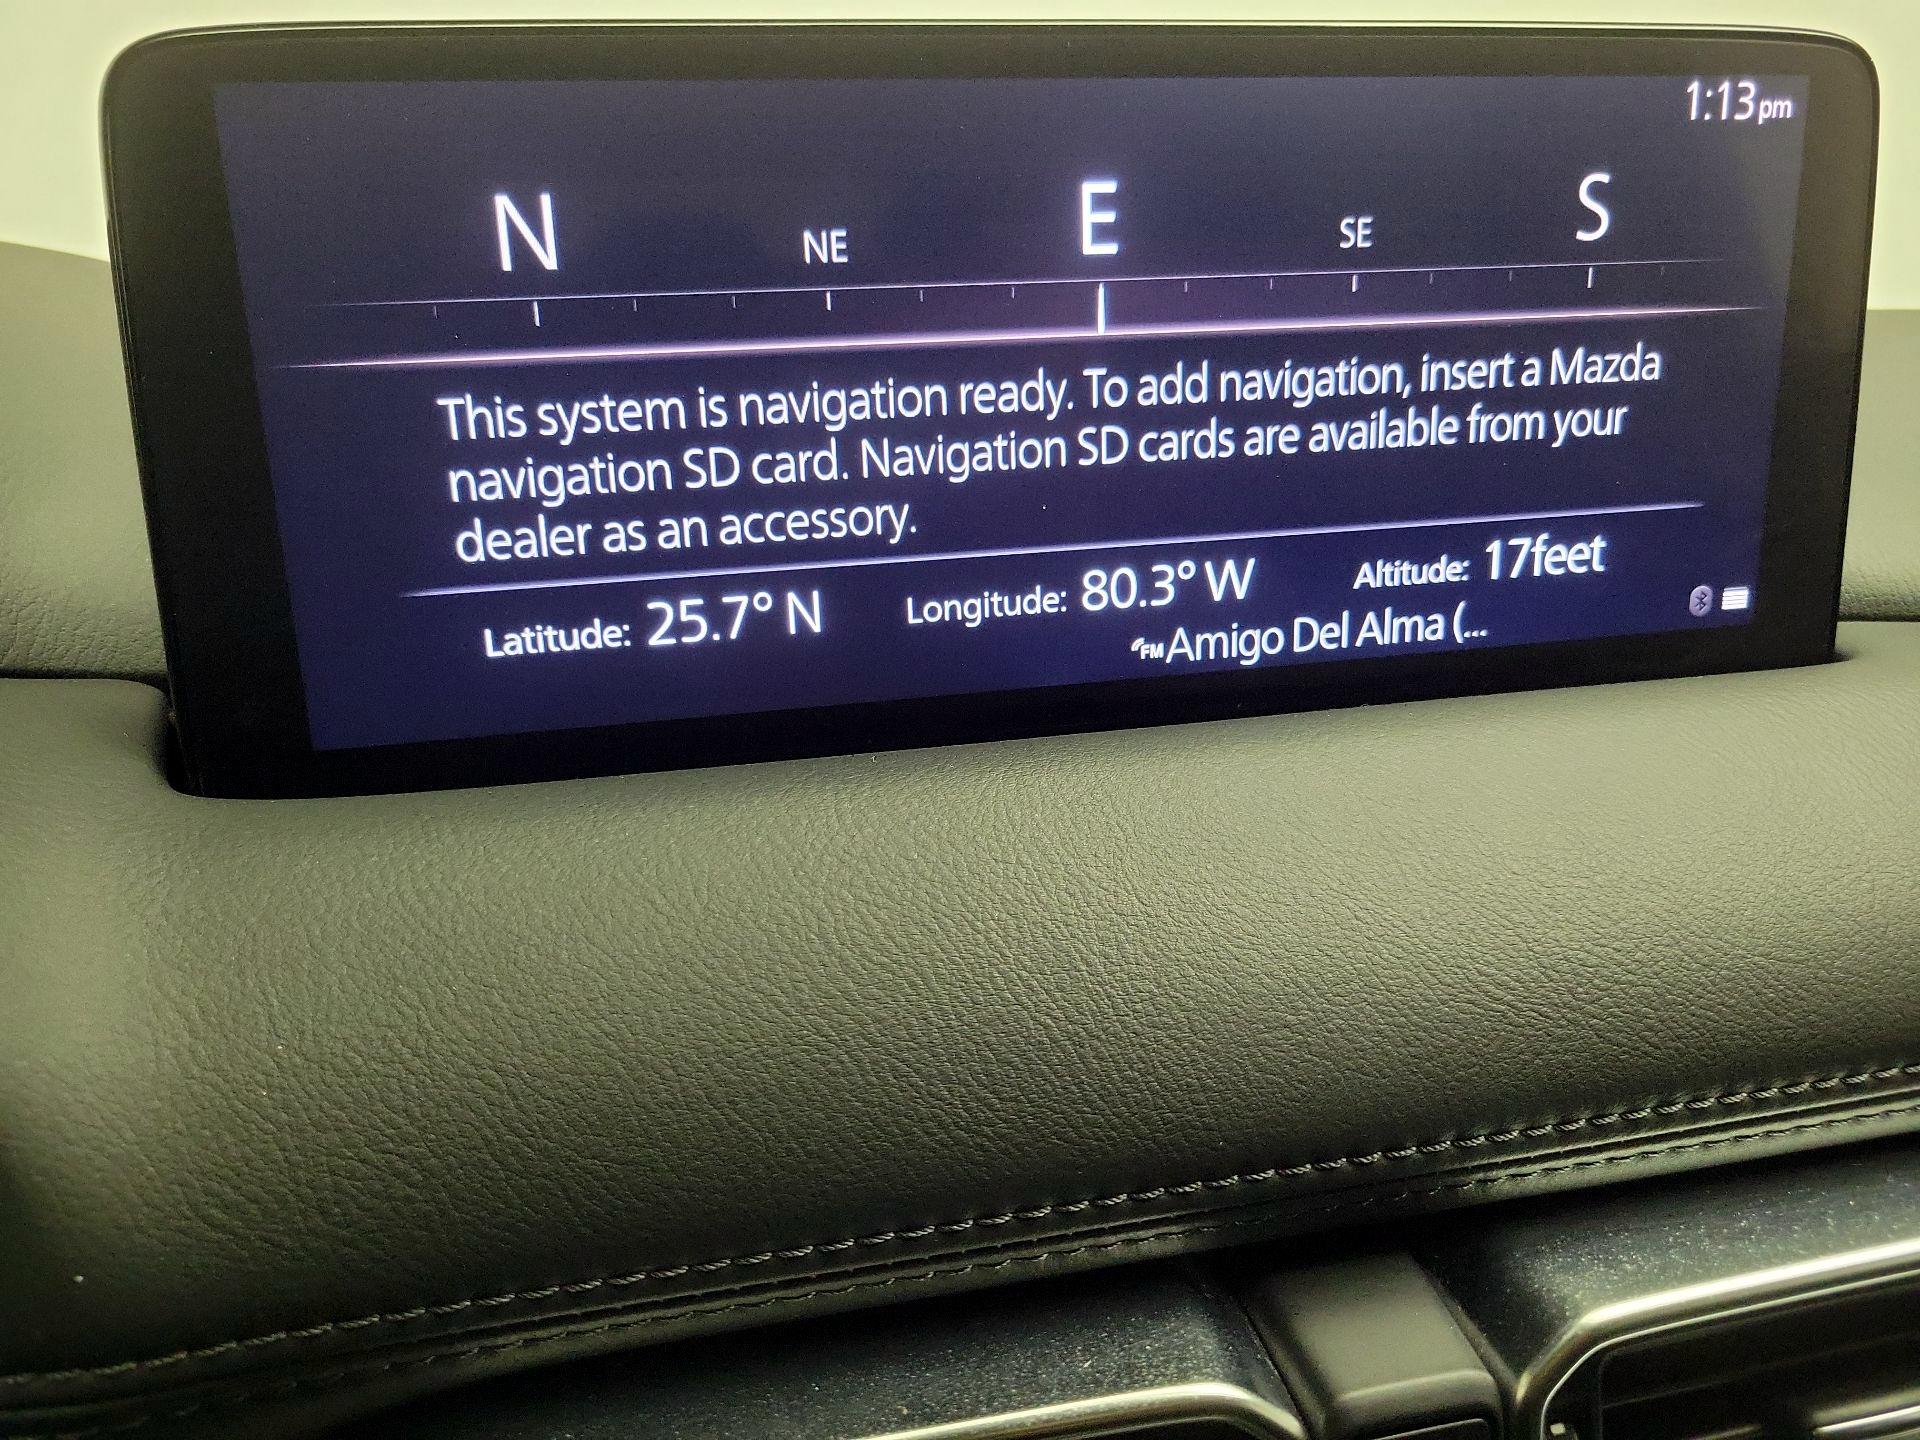 1:13pm
N NE E SE S
This system is navigation ready. To add navigation, insert a Mazda
navigation SD card. Navigation SD cards are available from your
dealer as an accessory.
Latitude: 25.7° N Longitude: 80.3° W Altitude: 17feet
FM Amigo Del Alma (...